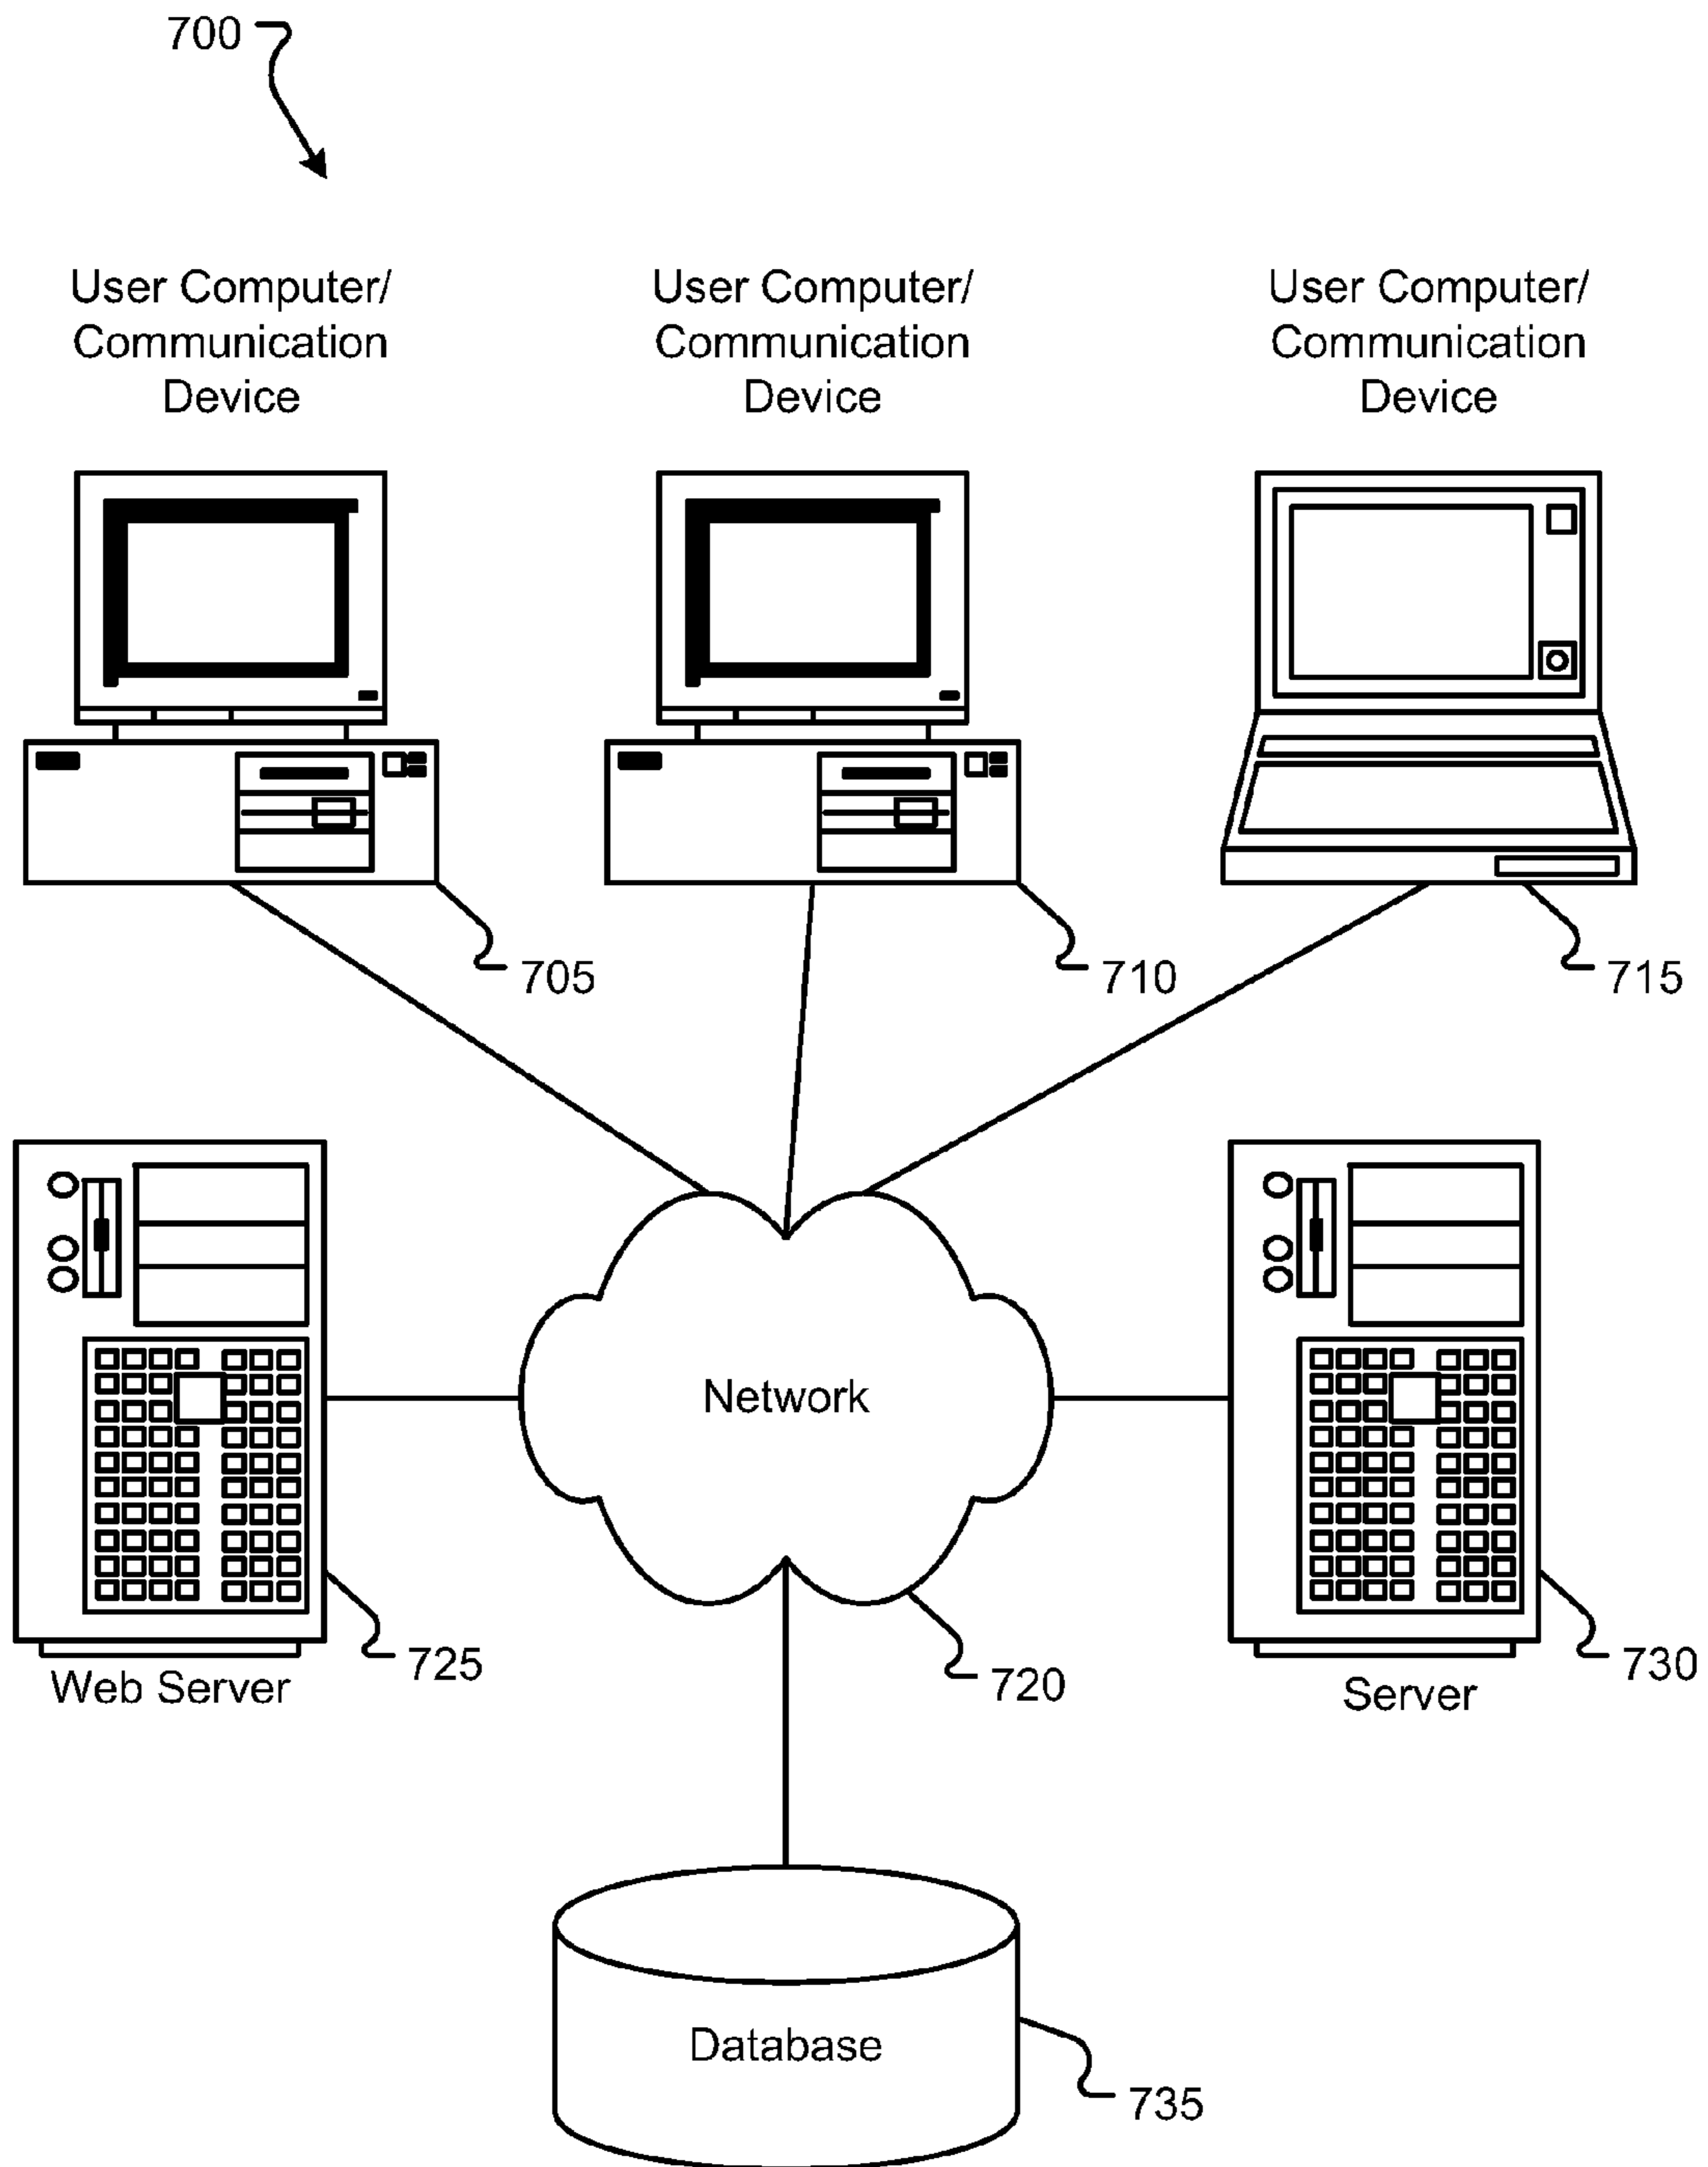 700
User Computer/
Communication
Device
User Computer/
Communication
Device
User Computer/
Communication
Device
705
710
715
Network
725
Web Server
720
730
Server
Database
735